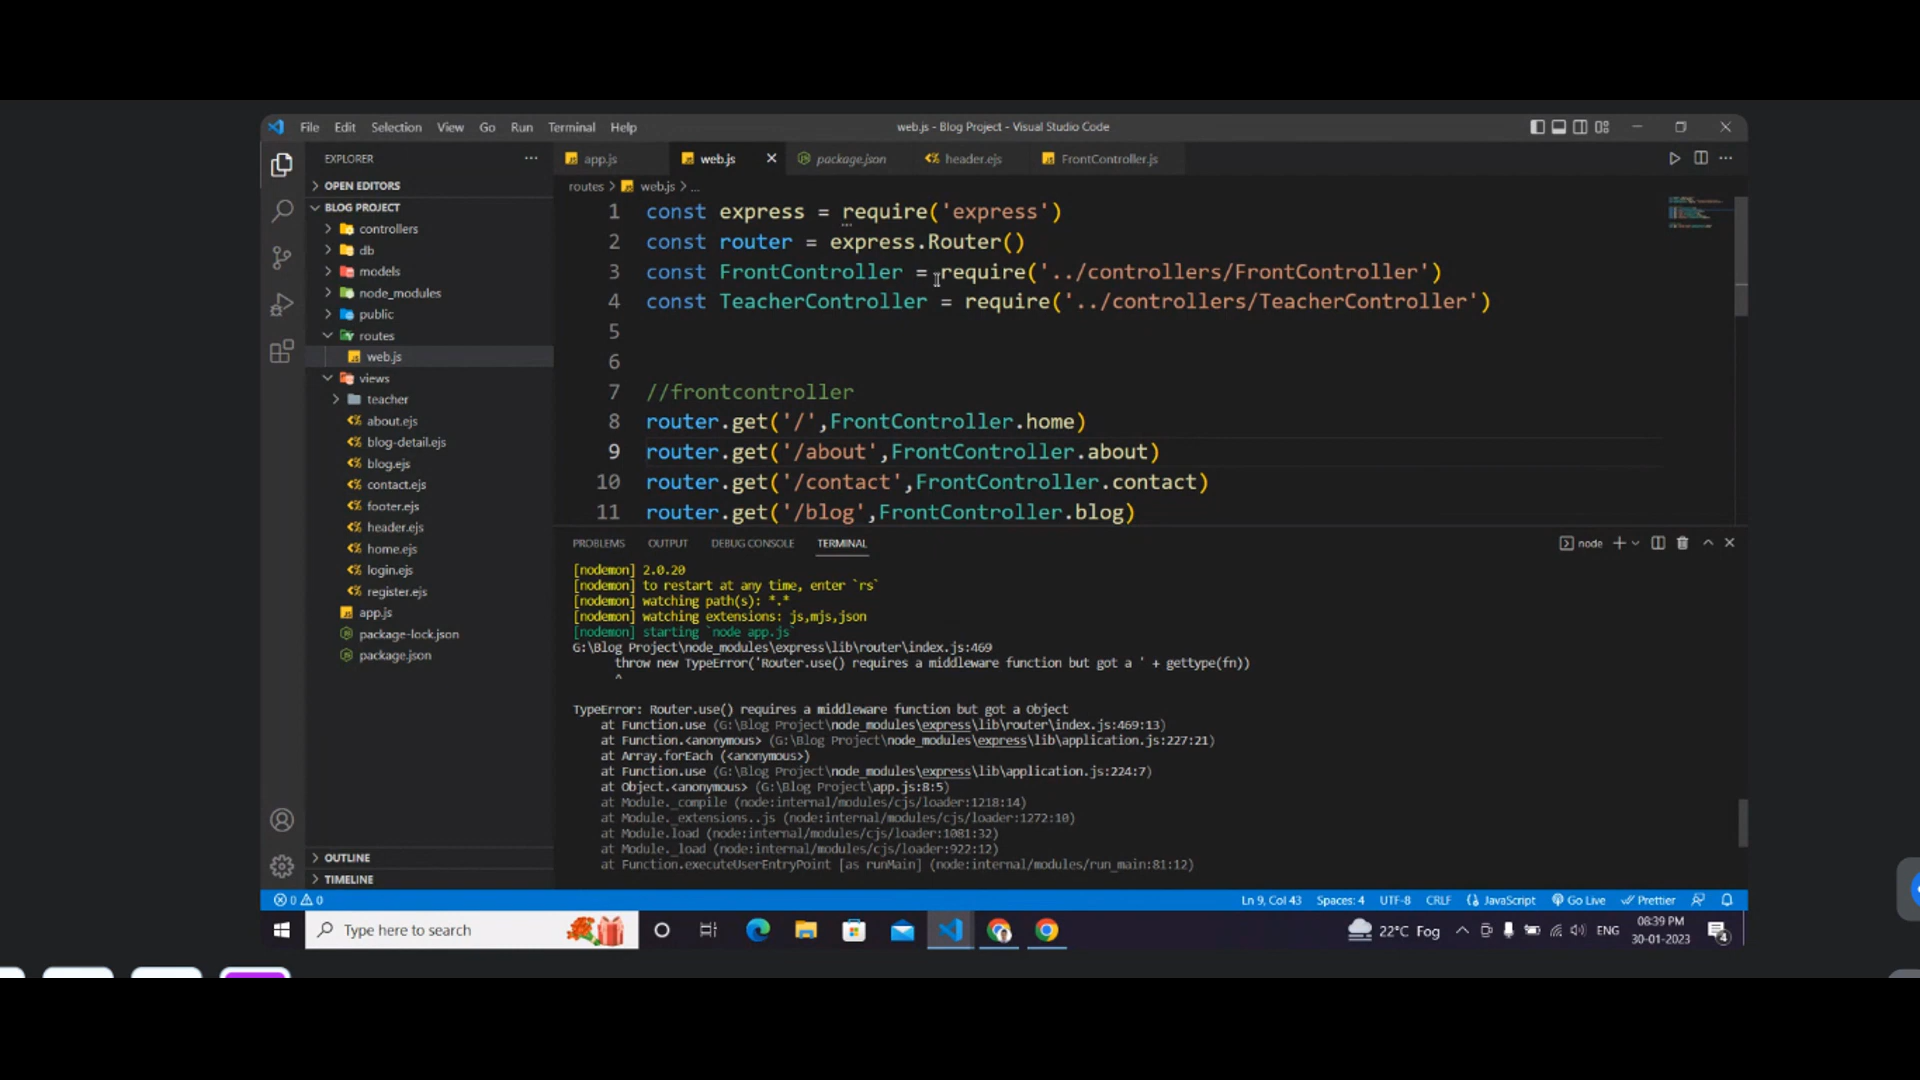 File Edit Selection View Go Run Terminal Help
web.js - Blog Project - Visual Studio Code
EXPLORER
app.js
web.js
package.json
header.ejs
FrontController.js
OPEN EDITORS
BLOG PROJECT
controllers
db
models
node_modules
public
routes
web.js
views
teacher
about.ejs
blog-detail.ejs
blog.ejs
contact.ejs
footer.ejs
header.ejs
home.ejs
login.ejs
register.ejs
app.js
package-lock.json
package.json
OUTLINE
TIMELINE
routes > web.js > ...
1 const express = require('express')
2 const router = express.Router()
3 const FrontController = require('../controllers/FrontController')
4 const TeacherController = require('../controllers/TeacherController')
5
6
7 //frontcontroller
8 router.get('/',FrontController.home)
9 router.get('/about',FrontController.about)
10 router.get('/contact',FrontController.contact)
11 router.get('/blog',FrontController.blog)
PROBLEMS OUTPUT DEBUG CONSOLE TERMINAL
node
[nodemon] 2.0.20
[nodemon] to restart at any time, enter `rs`
[nodemon] watching path(s): *.*
[nodemon] watching extensions: js,mjs,json
[nodemon] starting `node app.js`
G:\Blog Project\node_modules\express\lib\router\index.js:469
throw new TypeError('Router.use() requires a middleware function but got a ' + gettype(fn))
^
TypeError: Router.use() requires a middleware function but got a Object
at Function.use (G:\Blog Project\node_modules\express\lib\router\index.js:469:13)
at Function.<anonymous> (G:\Blog Project\node_modules\express\lib\application.js:227:21)
at Array.forEach (<anonymous>)
at Function.use (G:\Blog Project\node_modules\express\lib\application.js:224:7)
at Object.<anonymous> (G:\Blog Project\app.js:8:5)
at Module._compile (node:internal/modules/cjs/loader:1218:14)
at Module._extensions..js (node:internal/modules/cjs/loader:1272:10)
at Module.load (node:internal/modules/cjs/loader:1081:32)
at Module._load (node:internal/modules/cjs/loader:922:12)
at Function.executeUserEntryPoint [as runMain] (node:internal/modules/run_main:81:12)
0 0
Ln 9, Col 43 Spaces: 4 UTF-8 CRLF JavaScript Go Live Prettier
Type here to search
22°C Fog
ENG
08:39 PM
30-01-2023
4